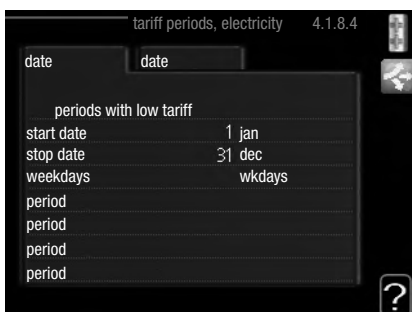 tariff periods, electricity 4.1.8.4
date date
periods with low tariff
start date 1 jan
stop date 31 dec
weekdays wkdays
period
period
period
period
?